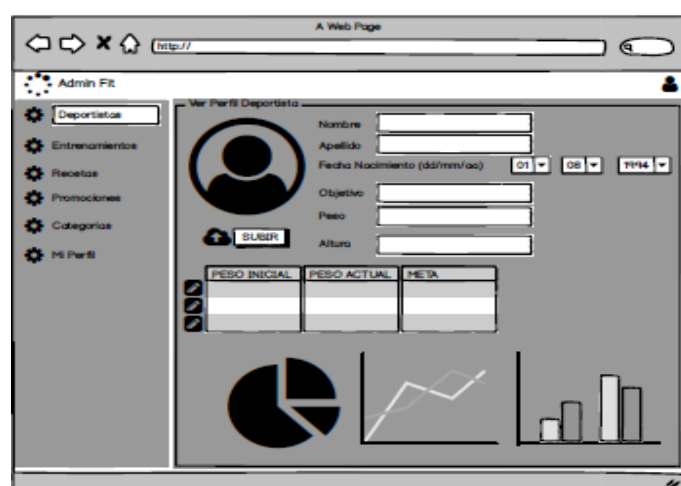 A Web Page
http://
Admin Fit
Deportistas
Entrenamientos
Recetas
Promociones
Categorias
Mi Perfil
Ver Perfil Deportista
Nombre
Apellido
Fecha Nacimiento (dd/mm/aa) 01 08 1994
Objetivo
Peso
SUBIR
Altura
PESO INICIAL PESO ACTUAL META